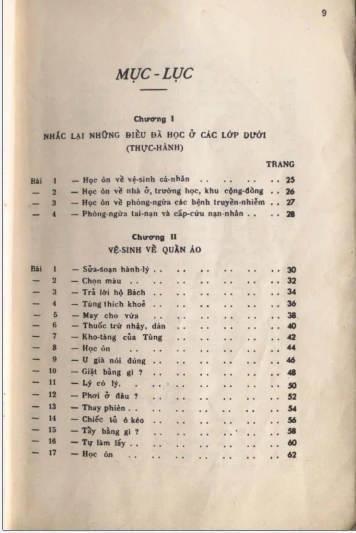 9
MỤC - LỤC
Chương I
NHẮC LẠI NHỮNG ĐIỀU ĐÃ HỌC Ở CÁC LỚP DƯỚI
(THỰC-HÀNH)
TRANG
Bài 1 — Học ôn về vệ-sinh cá-nhân . . . . . . . . 25
— 2 — Học ôn về nhà ở, trường học, khu cộng-đồng . . 26
— 3 — Học ôn về phòng-ngừa các bệnh truyền-nhiễm . . 27
— 4 — Phòng-ngừa tai-nạn và cấp-cứu nạn-nhân . . . . 28
Chương II
VỆ-SINH VỀ QUẦN ÁO
Bài 1 — Sửa-soạn hành-lý . . . . . . . . . . . . 30
— 2 — Chọn màu . . . . . . . . . . . . . . 32
— 3 — Trả lời hộ Bách . . . . . . . . . . . . 34
— 4 — Tùng thích khoẻ . . . . . . . . . . . . 36
— 5 — May cho vừa . . . . . . . . . . . . 38
— 6 — Thuốc trừ nhậy, dán . . . . . . . . . . 40
— 7 — Kho-tàng của Tùng . . . . . . . . . . 42
— 8 — Học ôn . . . . . . . . . . . . . . 44
— 9 — U già nói đúng . . . . . . . . . . . . 46
— 10 — Giặt bằng gì ? . . . . . . . . . . . . 48
— 11 — Lý có lý. . . . . . . . . . . . . . 50
— 12 — Phơi ở đâu ? . . . . . . . . . . . . 52
— 13 — Thay phiên . . . . . . . . . . . . . . 54
— 14 — Chiếc tủ ô kéo . . . . . . . . . . . . 56
— 15 — Tẩy bằng gì ? . . . . . . . . . . . . 58
— 16 — Tự làm lấy . . . . . . . . . . . . . . 60
— 17 — Học ôn . . . . . . . . . . . . . . 62